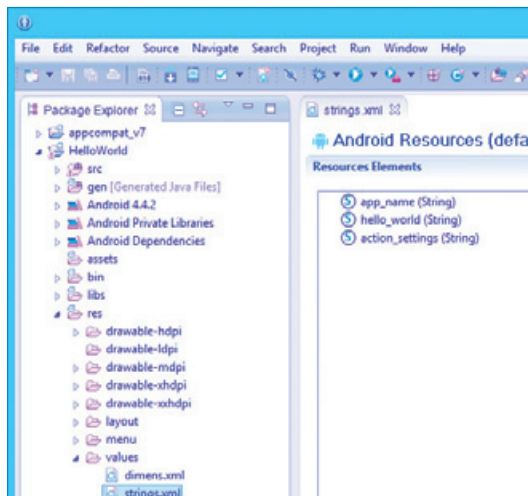 File Edit Refactor Source Navigate Search Project Run Window Help
Package Explorer
appcompat_v7
HelloWorld
src
gen [Generated Java Files]
Android 4.4.2
Android Private Libraries
Android Dependencies
assets
bin
libs
res
drawable-hdpi
drawable-ldpi
drawable-mdpi
drawable-xhdpi
drawable-xxhdpi
layout
menu
values
dimens.xml
strings.xml
strings.xml
Android Resources (defa
Resources Elements
S app_name (String)
S hello_world (String)
S action_settings (String)